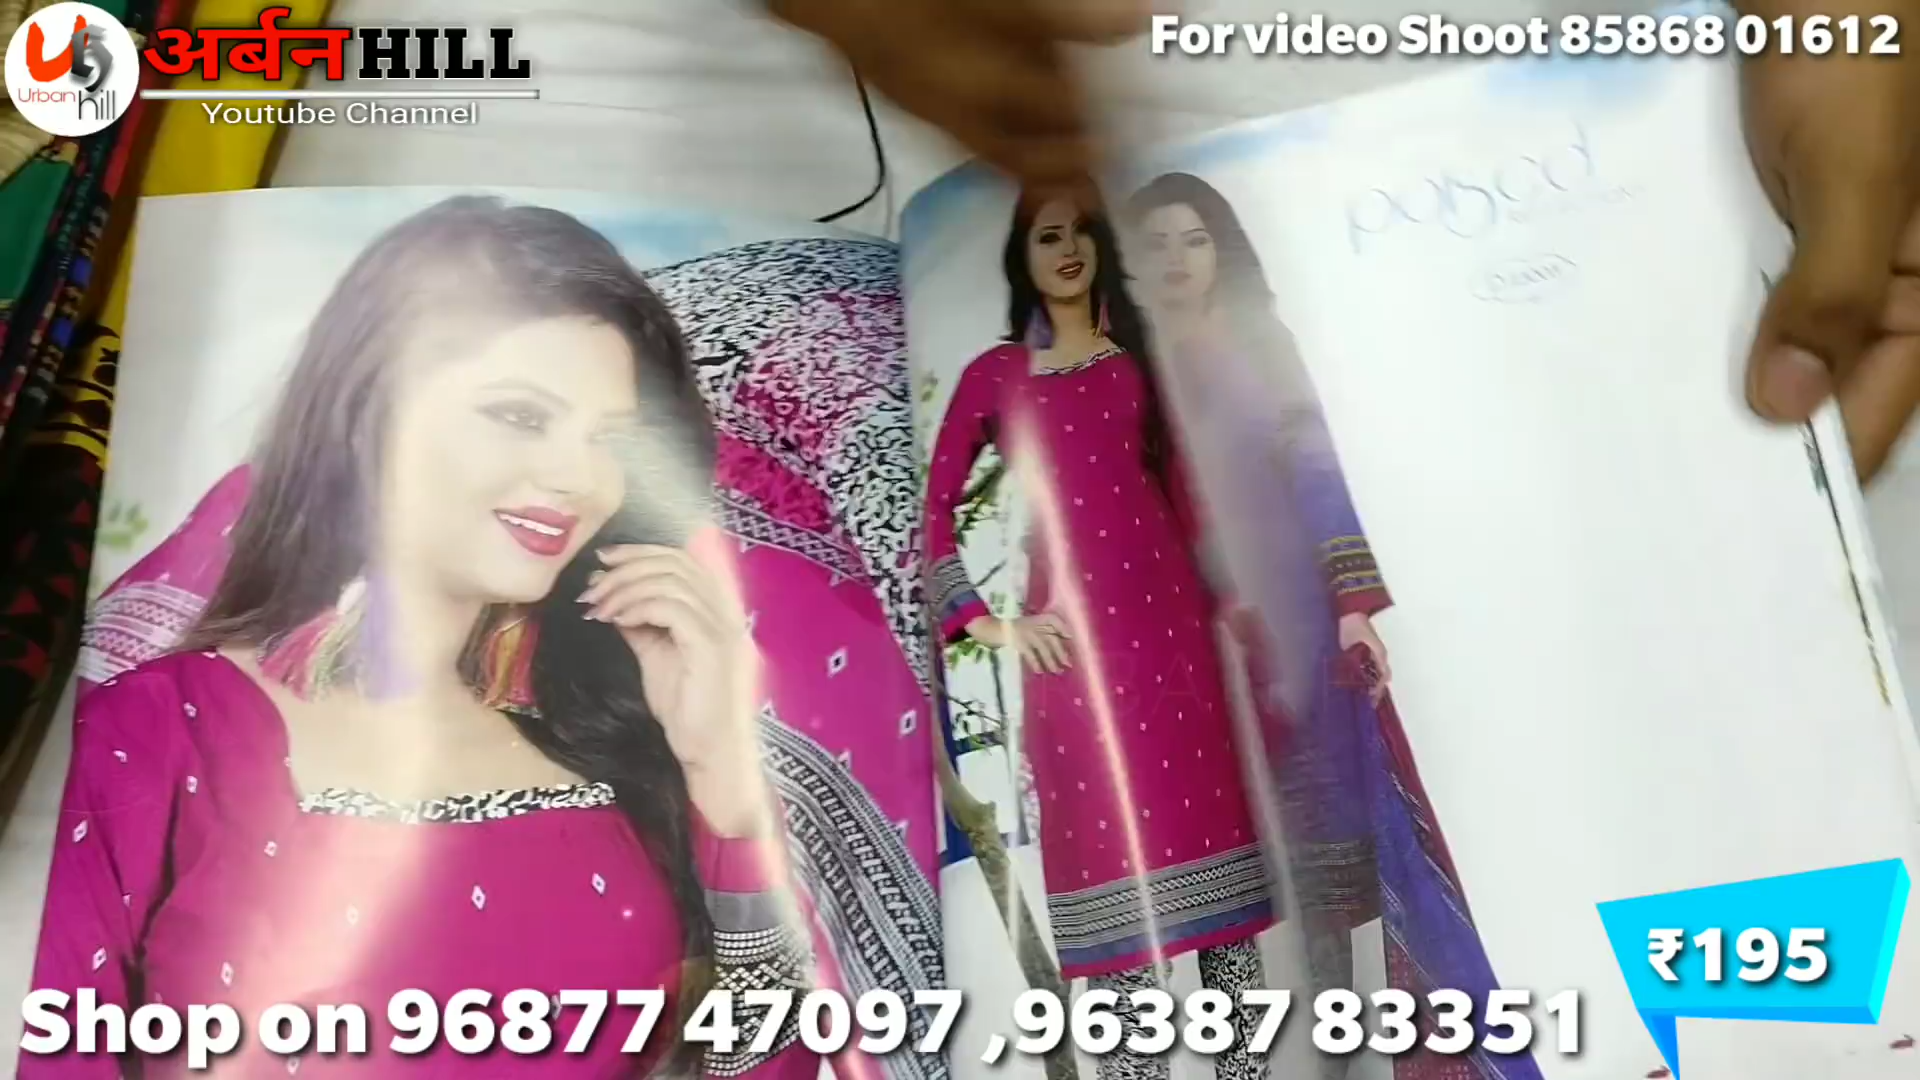 Urban
hill
अर्बन HILL
Youtube Channel
For video Shoot 85868 01612
₹195
Shop on 96877 47097 ,96387 83351